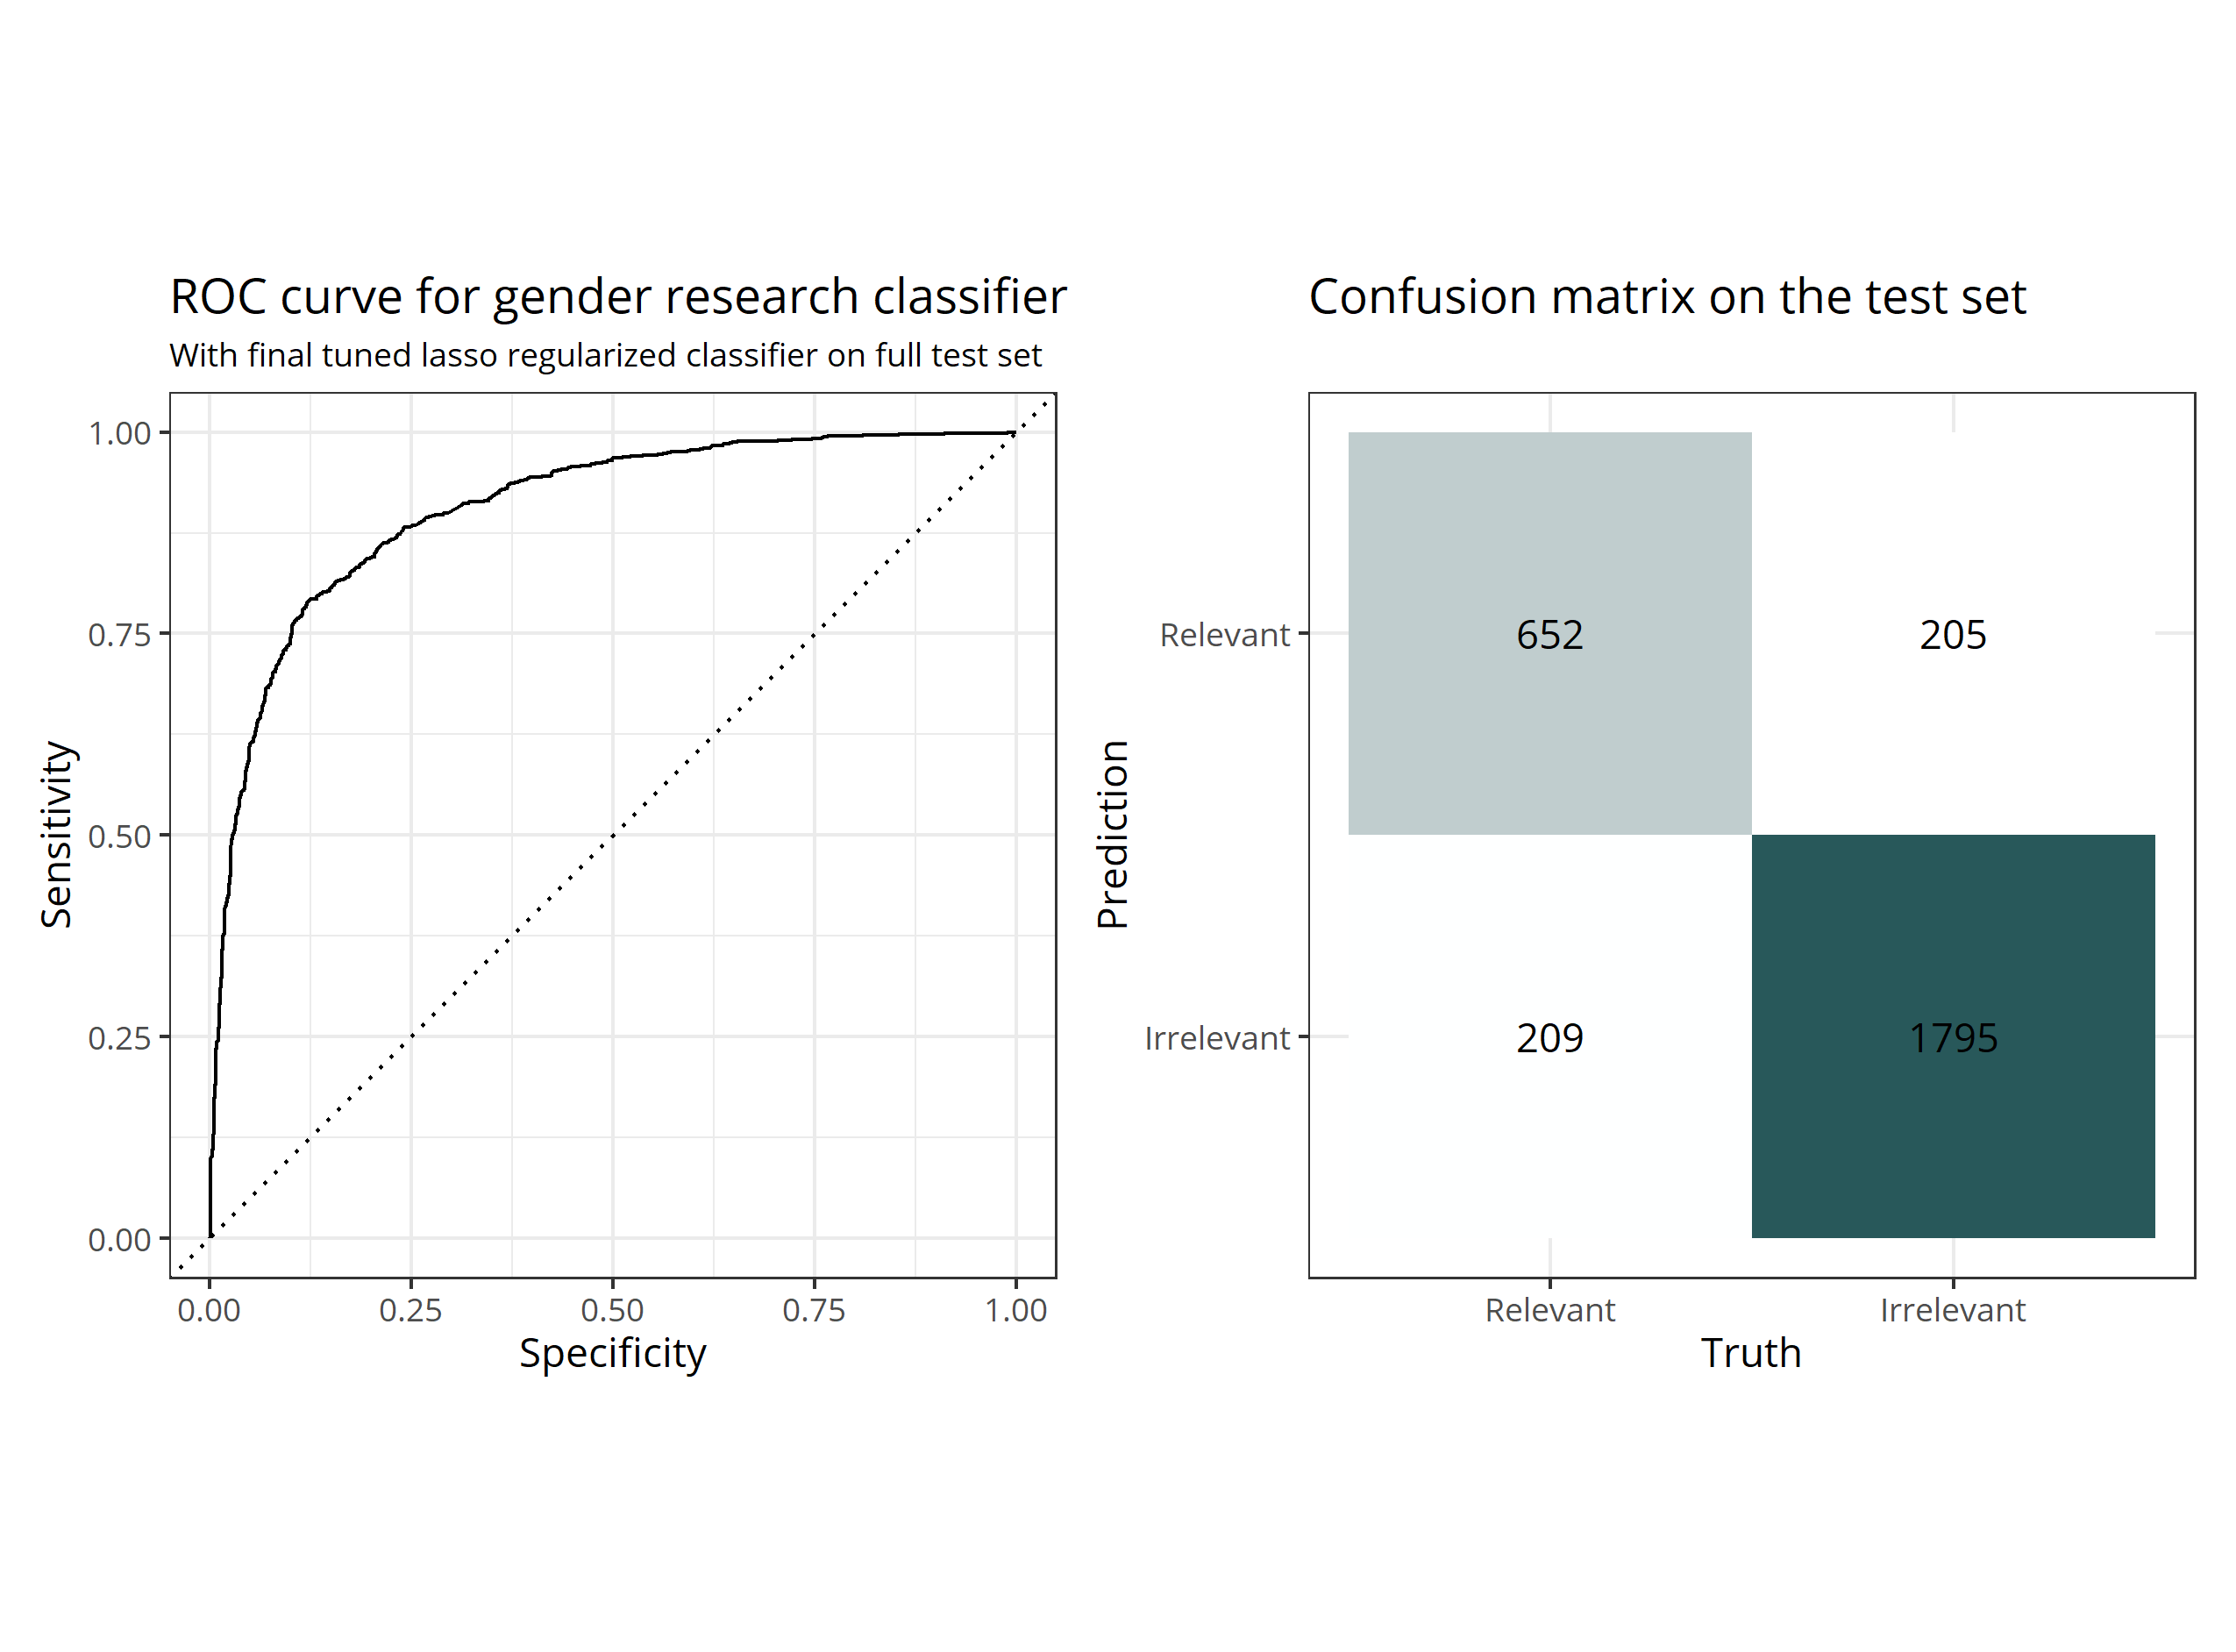 ROC curve for gender research classifier
With final tuned lasso regularized classifier on full test set
1.00
0.75
0.50
0.25
0.00
Sensitivity
0.00 0.25 0.50 0.75 1.00
Specificity
Confusion matrix on the test set
Prediction
Relevant 652 205
Irrelevant 209 1795
Relevant Irrelevant
Truth